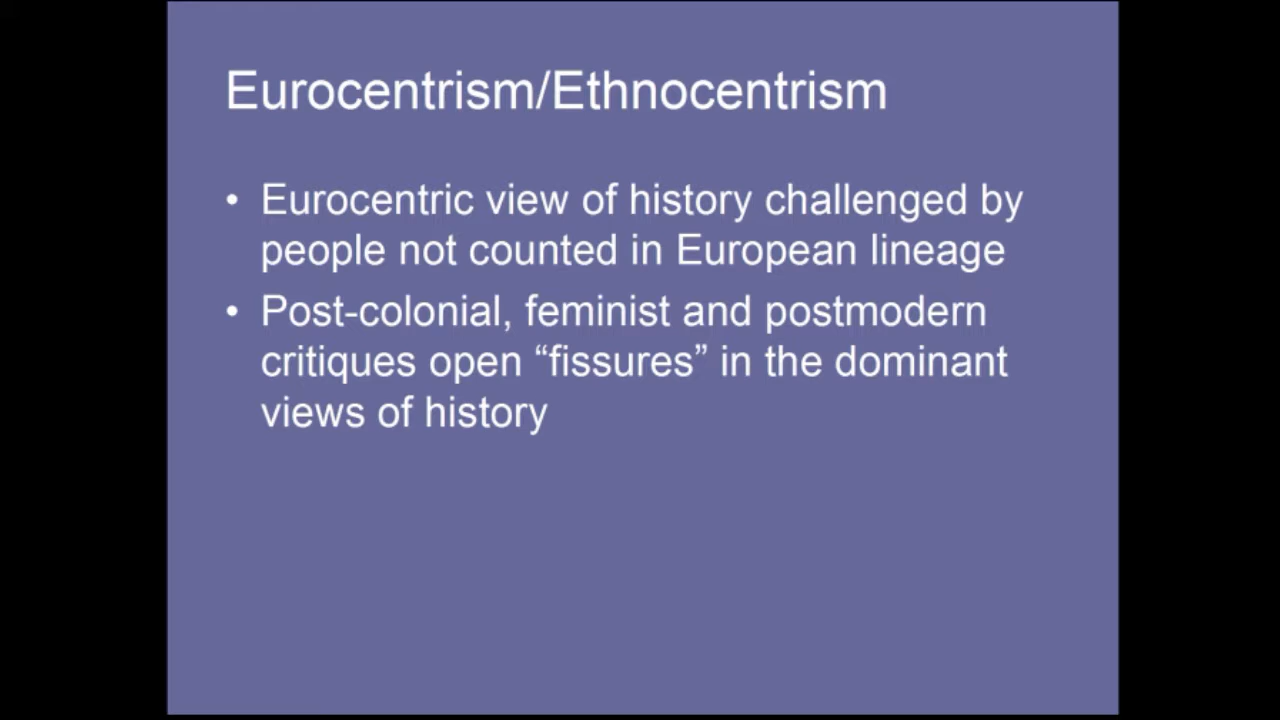 Eurocentrism/Ethnocentrism
• Eurocentric view of history challenged by
people not counted in European lineage
• Post-colonial, feminist and postmodern
critiques open “fissures” in the dominant
views of history